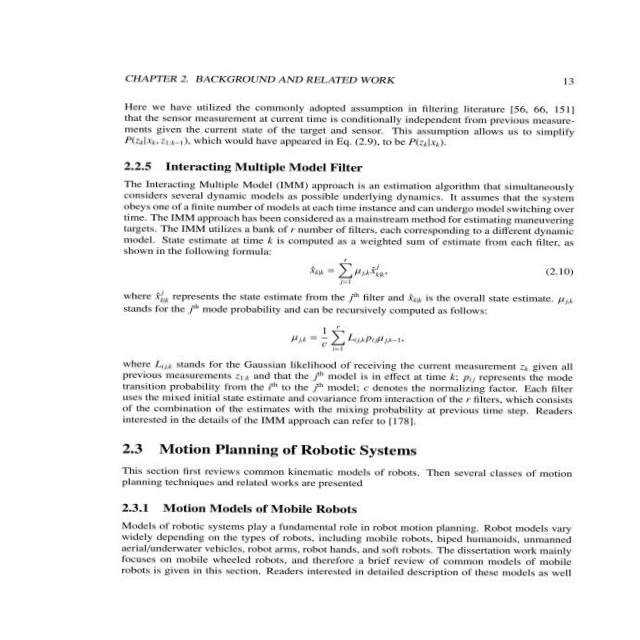 CHAPTER 2. BACKGROUND AND RELATED WORK 13
Here we have utilized the commonly adopted assumption in filtering literature [56, 66, 151]
that the sensor measurement at current time is conditionally independent from previous measure-
ments given the current state of the target and sensor. This assumption allows us to simplify
P(z_k|x_k, z_{1:k−1}), which would have appeared in Eq. (2.9), to be P(z_k|x_k).
2.2.5 Interacting Multiple Model Filter
The Interacting Multiple Model (IMM) approach is an estimation algorithm that simultaneously
considers several dynamic models as possible underlying dynamics. It assumes that the system
obeys one of a finite number of models at each time instance and can undergo model switching over
time. The IMM approach has been considered as a mainstream method for estimating maneuvering
targets. The IMM utilizes a bank of r number of filters, each corresponding to a different dynamic
model. State estimate at time k is computed as a weighted sum of estimate from each filter, as
shown in the following formula:
x̂_{k|k} = ∑_{j=1}^{r} μ_{j,k} x̂^j_{k|k}, (2.10)
where x̂^j_{k|k} represents the state estimate from the j^th filter and x̂_{k|k} is the overall state estimate. μ_{j,k}
stands for the j^th mode probability and can be recursively computed as follows:
μ_{j,k} = 1/c ∑_{i=1}^{r} L_{ij,k} p_{ij} μ_{j,k−1},
where L_{ij,k} stands for the Gaussian likelihood of receiving the current measurement z_k given all
previous measurements z_{1:k} and that the j^th model is in effect at time k; p_{ij} represents the mode
transition probability from the i^th to the j^th model; c denotes the normalizing factor. Each filter
uses the mixed initial state estimate and covariance from interaction of the r filters, which consists
of the combination of the estimates with the mixing probability at previous time step. Readers
interested in the details of the IMM approach can refer to [178].
2.3 Motion Planning of Robotic Systems
This section first reviews common kinematic models of robots. Then several classes of motion
planning techniques and related works are presented
2.3.1 Motion Models of Mobile Robots
Models of robotic systems play a fundamental role in robot motion planning. Robot models vary
widely depending on the types of robots, including mobile robots, biped humanoids, unmanned
aerial/underwater vehicles, robot arms, robot hands, and soft robots. The dissertation work mainly
focuses on mobile wheeled robots, and therefore a brief review of common models of mobile
robots is given in this section. Readers interested in detailed description of these models as well